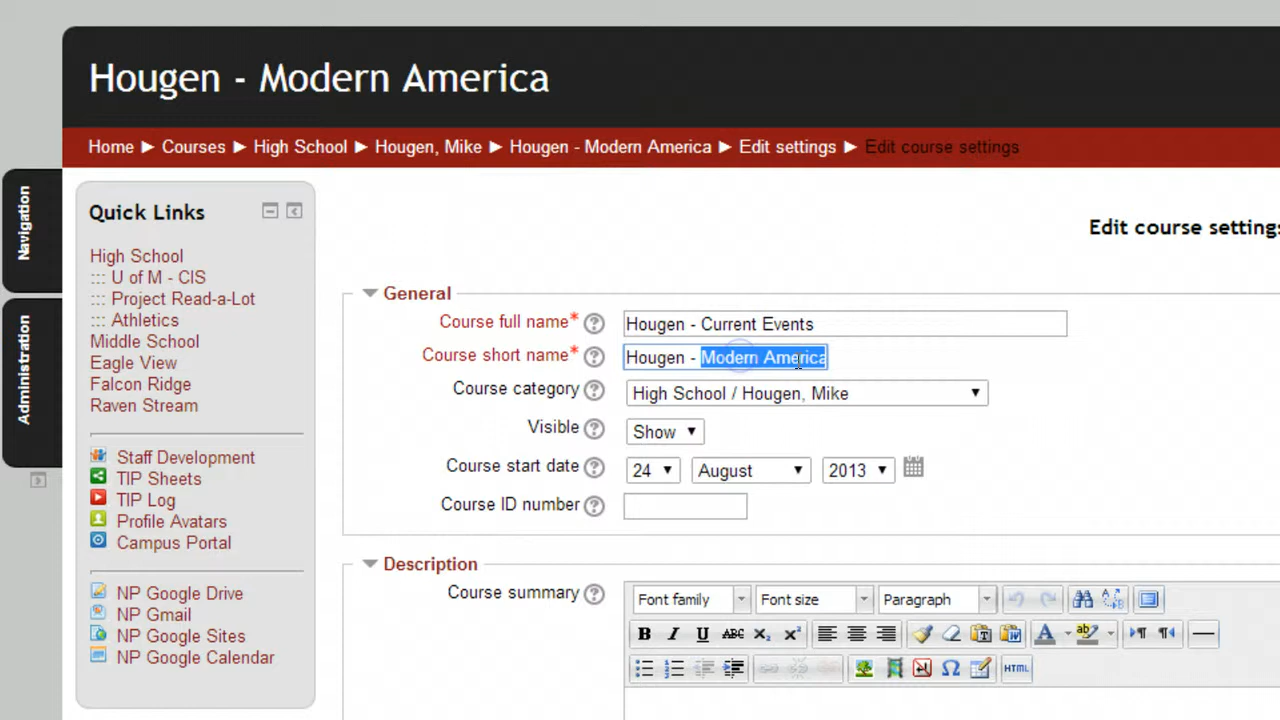 Hougen - Modern America
Home ► Courses ► High School ► Hougen, Mike ► Hougen - Modern America ► Edit settings ► Edit course settings
Navigation
Administration
Quick Links
High School
::: U of M - CIS
::: Project Read-a-Lot
::: Athletics
Middle School
Eagle View
Falcon Ridge
Raven Stream
Staff Development
TIP Sheets
TIP Log
Profile Avatars
Campus Portal
NP Google Drive
NP Gmail
NP Google Sites
NP Google Calendar
Edit course settings
General
Course full name* Hougen - Current Events
Course short name* Hougen - Modern America
Course category High School / Hougen, Mike
Visible Show
Course start date 24 August 2013
Course ID number
Description
Course summary
Font family Font size Paragraph
B I U ABC X₂ X² A ab
Ω HTML